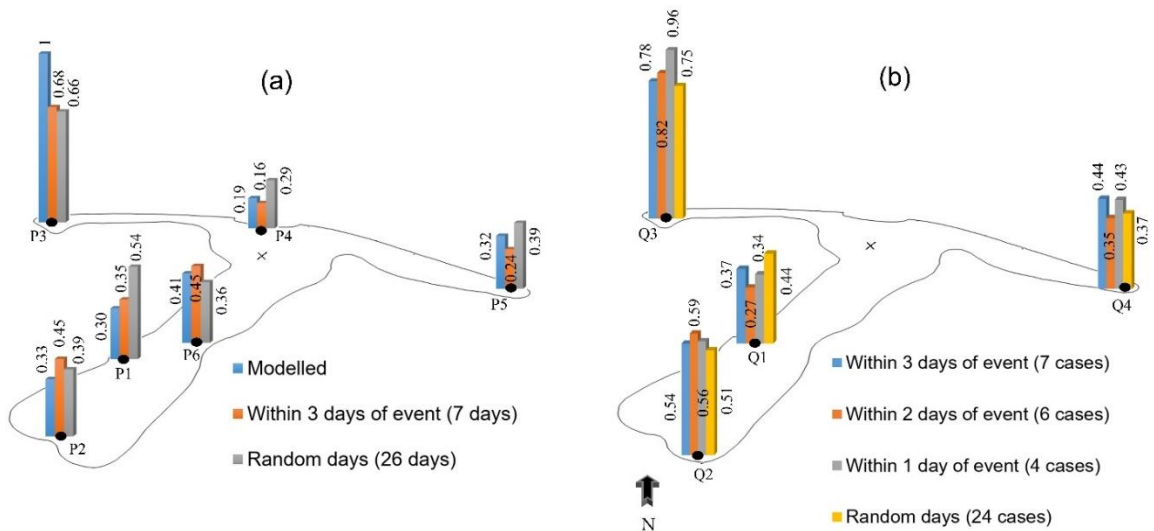 (a)
1
0.68
0.66
P3
0.19
0.16
0.29
P4
0.32
0.24
0.39
P5
0.30
0.35
0.54
P1
0.41
0.45
0.36
P6
0.33
0.45
0.39
P2
Modelled
Within 3 days of event (7 days)
Random days (26 days)
(b)
0.78
0.82
0.96
0.75
Q3
0.44
0.35
0.43
0.37
Q4
0.37
0.27
0.34
0.44
Q1
0.54
0.59
0.56
0.51
Q2
N
Within 3 days of event (7 cases)
Within 2 days of event (6 cases)
Within 1 day of event (4 cases)
Random days (24 cases)